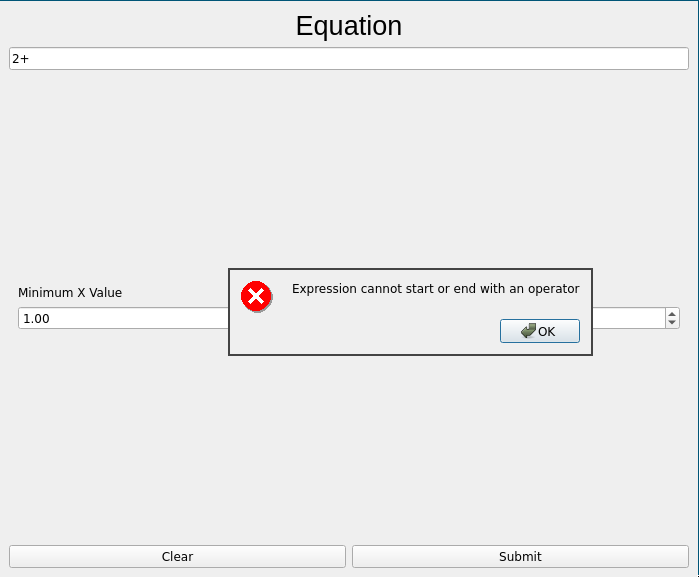 Equation
2+
Expression cannot start or end with an operator
Minimum X Value
1.00
OK
Clear
Submit